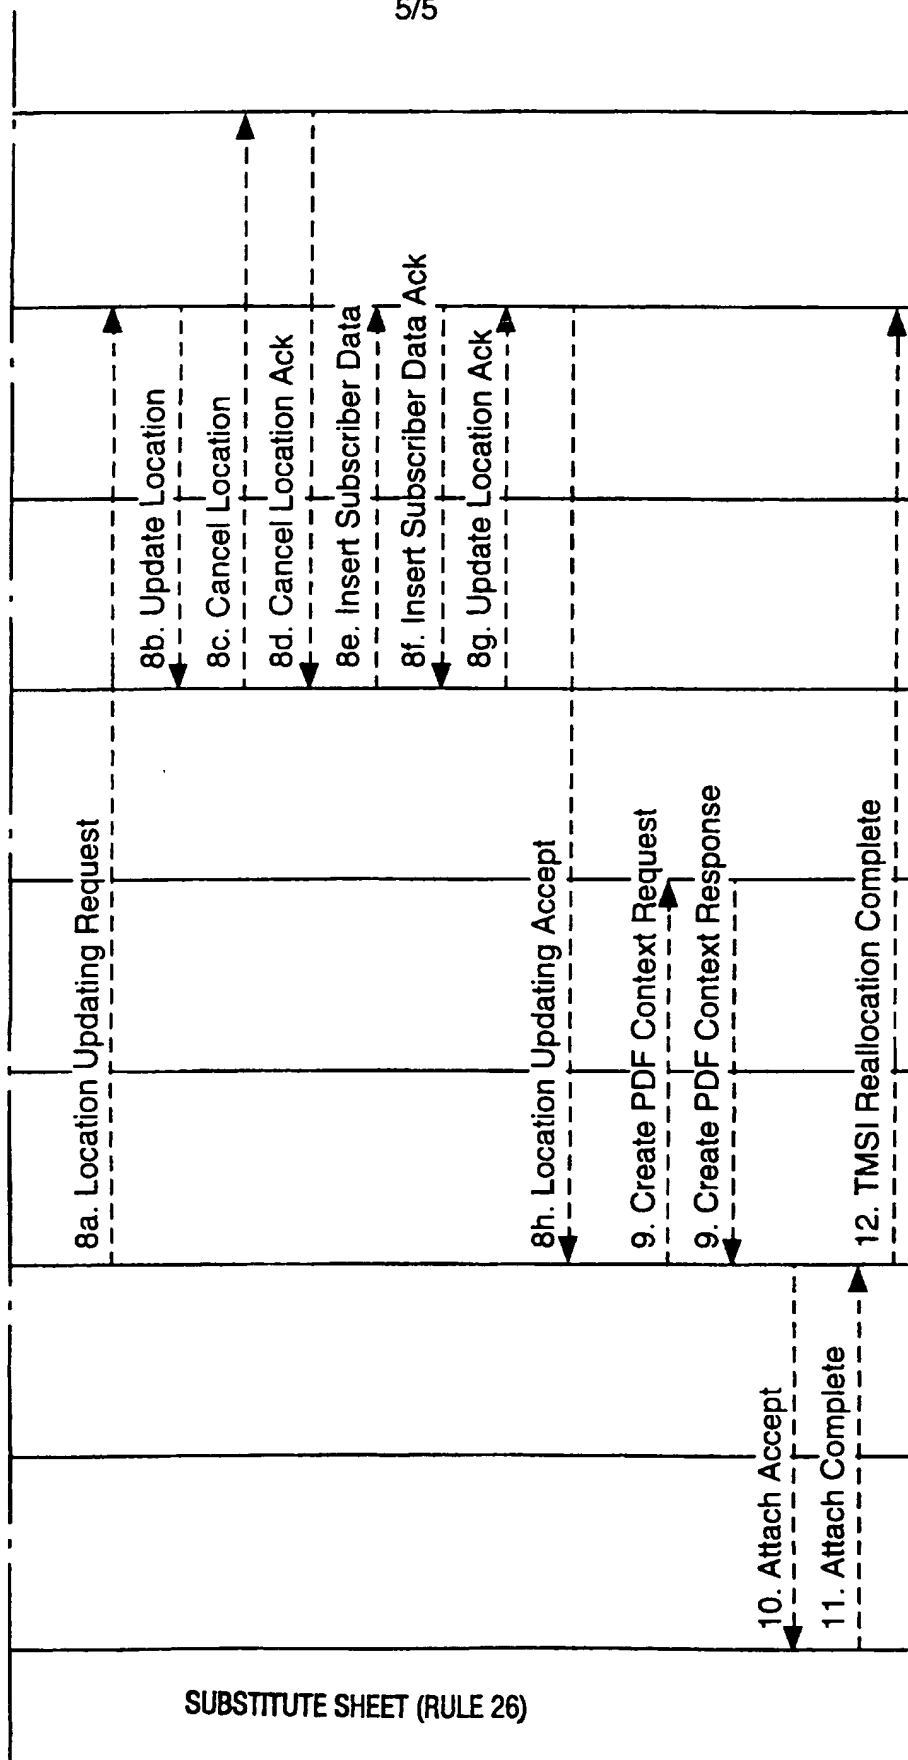 5/5
8a. Location Updating Request
8b. Update Location
8c. Cancel Location
8d. Cancel Location Ack
8e. Insert Subscriber Data
8f. Insert Subscriber Data Ack
8g. Update Location Ack
8h. Location Updating Accept
9. Create PDF Context Request
9. Create PDF Context Response
10. Attach Accept
11. Attach Complete
12. TMSI Reallocation Complete
SUBSTITUTE SHEET (RULE 26)